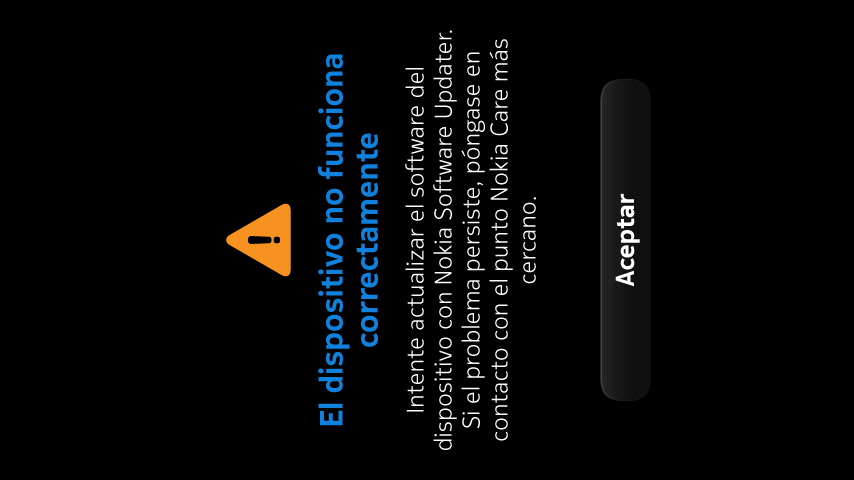 El dispositivo no funciona
correctamente
Intente actualizar el software del
dispositivo con Nokia Software Updater.
Si el problema persiste, póngase en
contacto con el punto Nokia Care más
cercano.
Aceptar